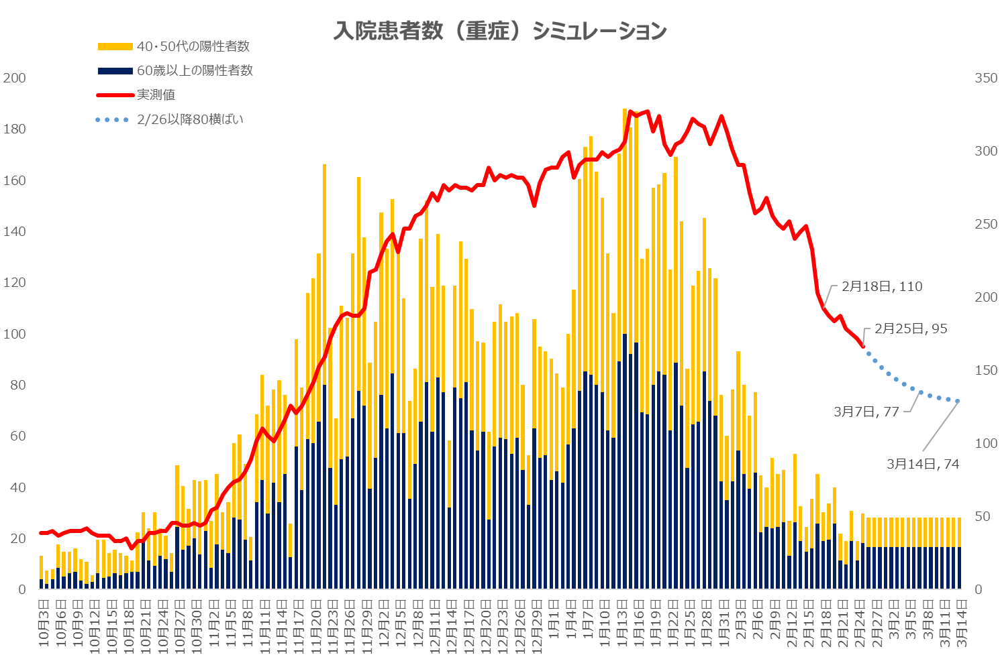 入院患者数（重症）シミュレーション
40・50代の陽性者数
60歳以上の陽性者数
実測値
2/26以降80横ばい
200
180
160
140
120
100
80
60
40
20
0
350
300
250
200
150
100
50
0
2月18日, 110
2月25日, 95
3月7日, 77
3月14日, 74
10月3日
10月6日
10月9日
10月12日
10月15日
10月18日
10月21日
10月24日
10月27日
10月30日
11月2日
11月5日
11月8日
11月11日
11月14日
11月17日
11月20日
11月23日
11月26日
11月29日
12月2日
12月5日
12月8日
12月11日
12月14日
12月17日
12月20日
12月23日
12月26日
12月29日
1月1日
1月4日
1月7日
1月10日
1月13日
1月16日
1月19日
1月22日
1月25日
1月28日
1月31日
2月3日
2月6日
2月9日
2月12日
2月15日
2月18日
2月21日
2月24日
2月27日
3月2日
3月5日
3月8日
3月11日
3月14日